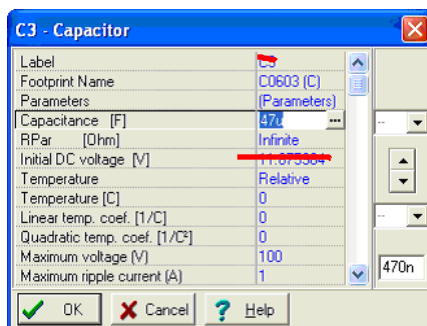 C3 - Capacitor
Label C3
Footprint Name C0603 (C)
Parameters (Parameters)
Capacitance [F] 47u ...
RPar [Ohm] Infinite
Initial DC voltage [V]
Temperature Relative
Temperature [C] 0
Linear temp. coef. [1/C] 0
Quadratic temp. coef. [1/C²] 0
Maximum voltage (V) 100
Maximum ripple current (A) 1
--
--
470n
OK Cancel ? Help